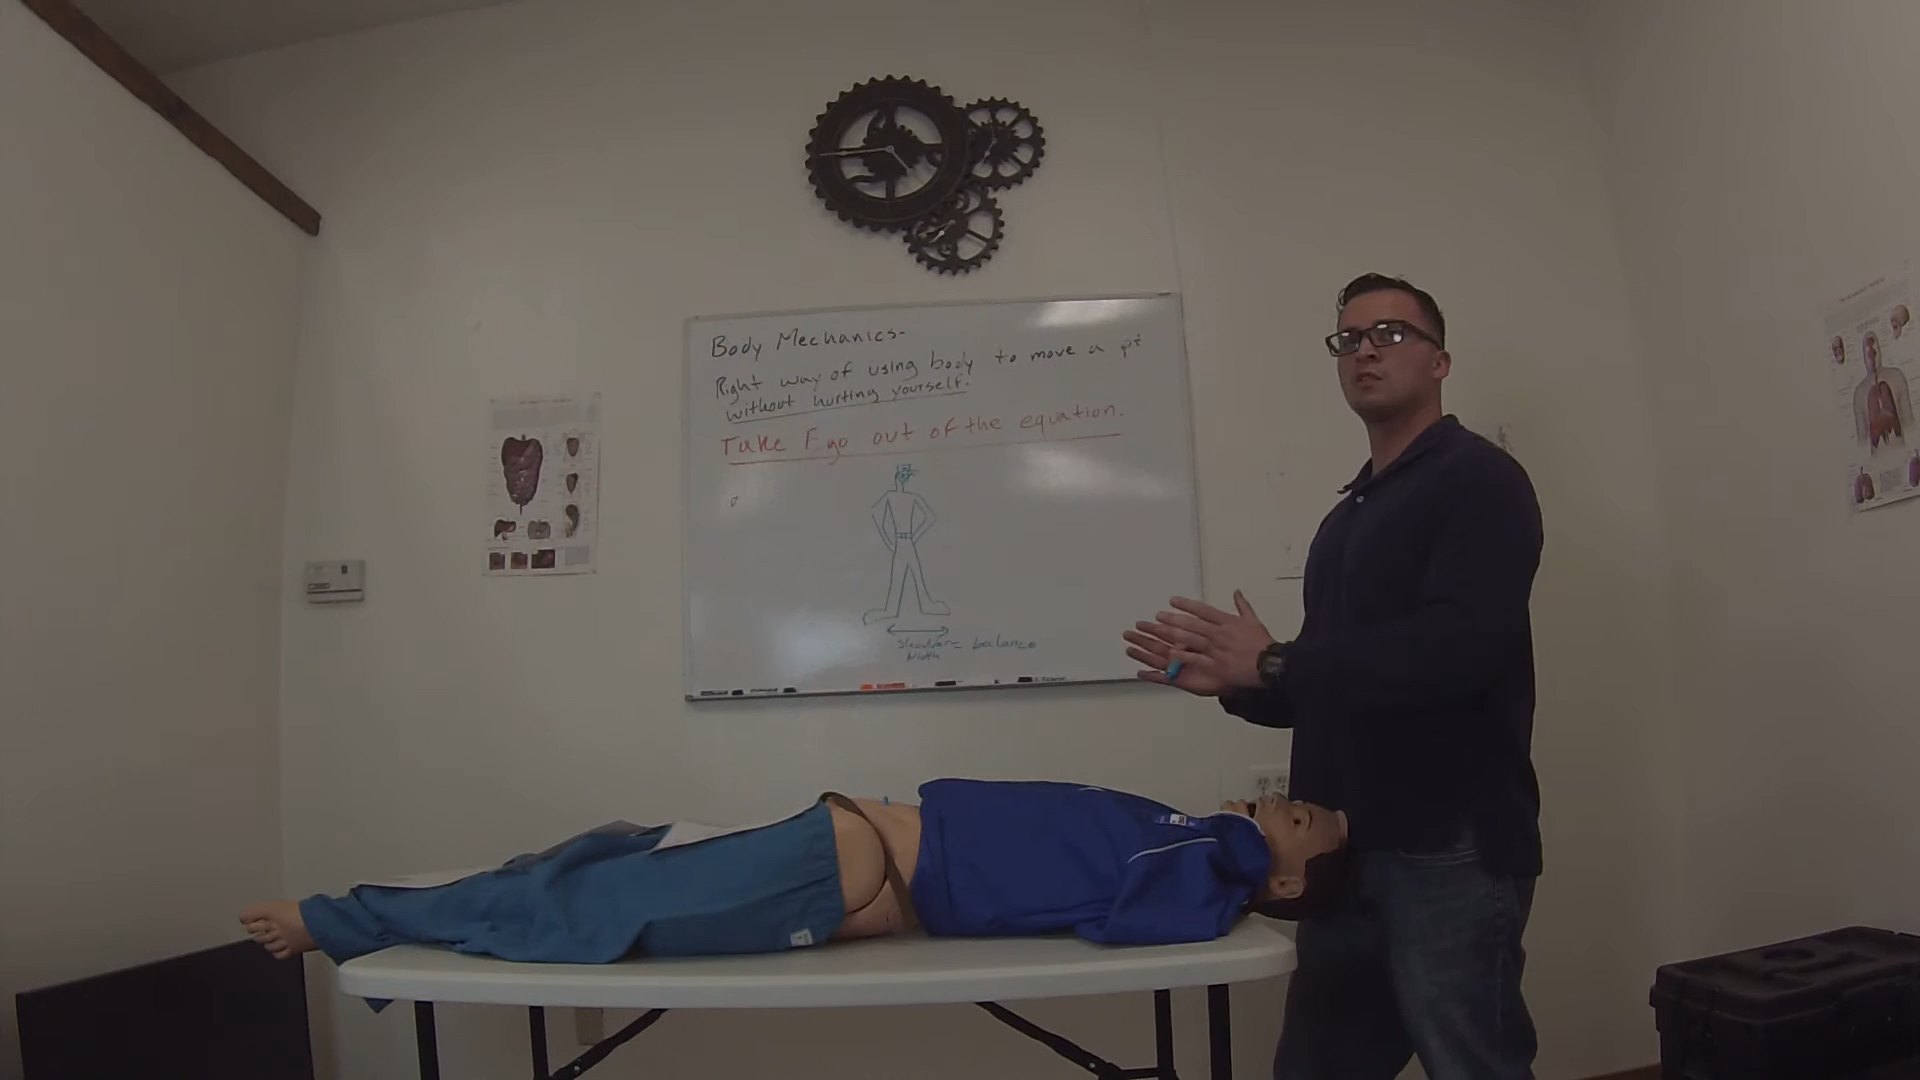 Body Mechanics-
Right way of using body to move a pt
without hurting yourself.
Take Ego out of the equation.
Shoulder = balance
Width